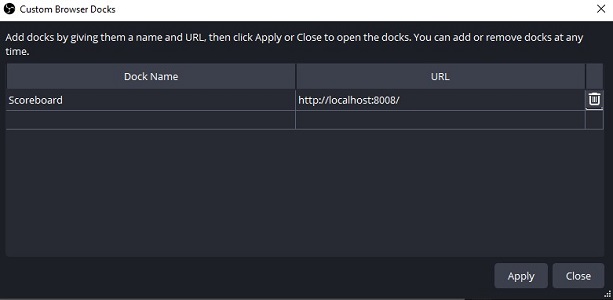 Custom Browser Docks
Add docks by giving them a name and URL, then click Apply or Close to open the docks. You can add or remove docks at any
time.
Dock Name URL
Scoreboard http://localhost:8008/
Apply Close